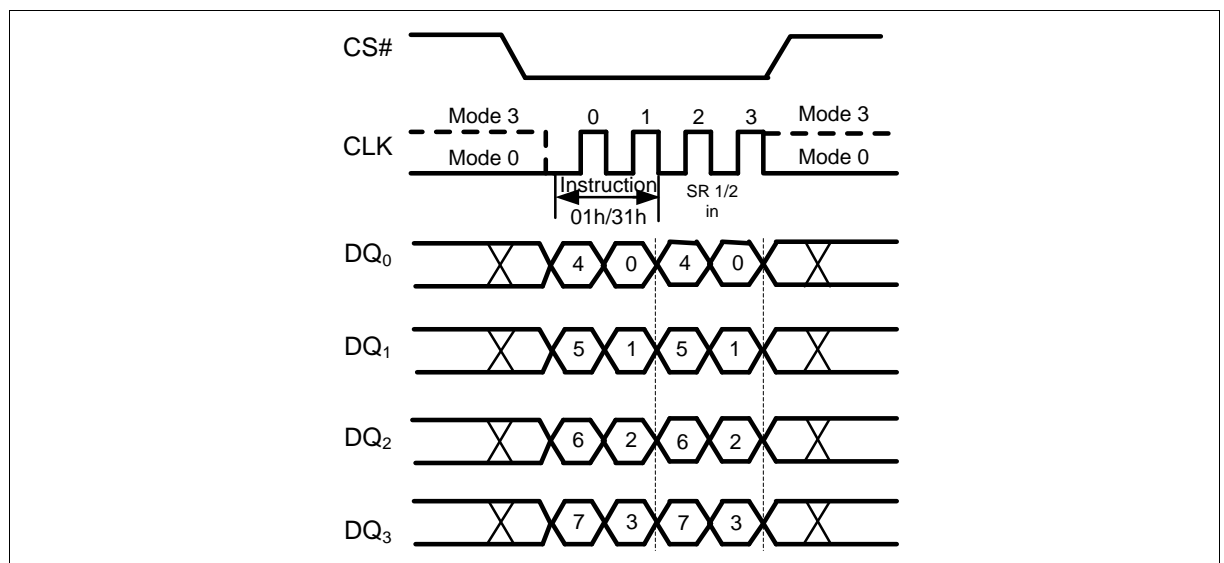 CS#
Mode 3 0 1 2 3 Mode 3
CLK
Mode 0 Mode 0
Instruction SR 1/2
01h/31h in
DQ0 4 0 4 0
DQ1 5 1 5 1
DQ2 6 2 6 2
DQ3 7 3 7 3